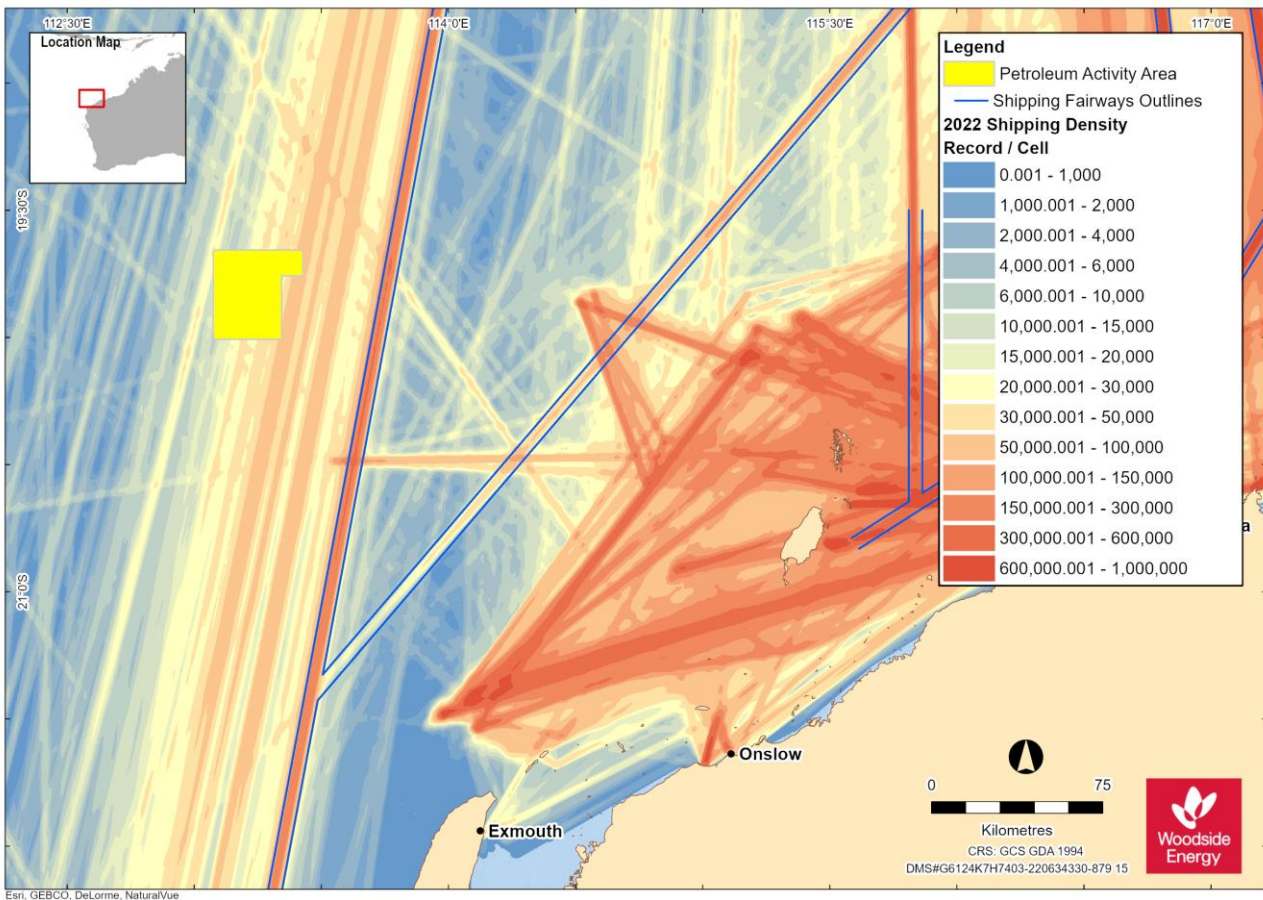 112°30'E
114°0'E
115°30'E
117°0'E
Location Map
19°30'S
21°0'S
Legend
Petroleum Activity Area
Shipping Fairways Outlines
2022 Shipping Density
Record / Cell
0.001 - 1,000
1,000.001 - 2,000
2,000.001 - 4,000
4,000.001 - 6,000
6,000.001 - 10,000
10,000.001 - 15,000
15,000.001 - 20,000
20,000.001 - 30,000
30,000.001 - 50,000
50,000.001 - 100,000
100,000.001 - 150,000
150,000.001 - 300,000
300,000.001 - 600,000
600,000.001 - 1,000,000
a
Onslow
Exmouth
0 75
Kilometres
CRS: GCS GDA 1994
DMS#G6124K7H7403-220634330-879 15
Woodside
Energy
Esri, GEBCO, DeLorme, NaturalVue